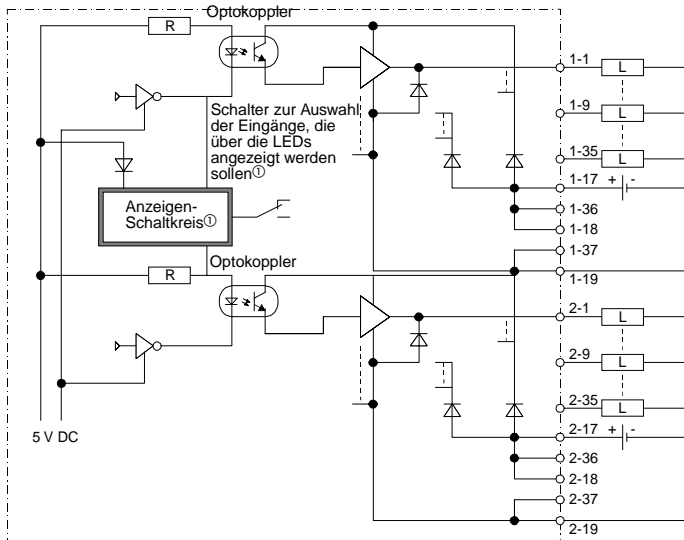 Optokoppler
R
1-1
L
Schalter zur Auswahl
der Eingänge, die
über die LEDs
angezeigt werden
sollen①
1-9
L
1-35
L
1-17
+ –
1-36
1-18
Anzeigen-
Schaltkreis①
1-37
Optokoppler
R
1-19
2-1
L
2-9
L
2-35
L
2-17
+ –
5 V DC
2-36
2-18
2-37
2-19